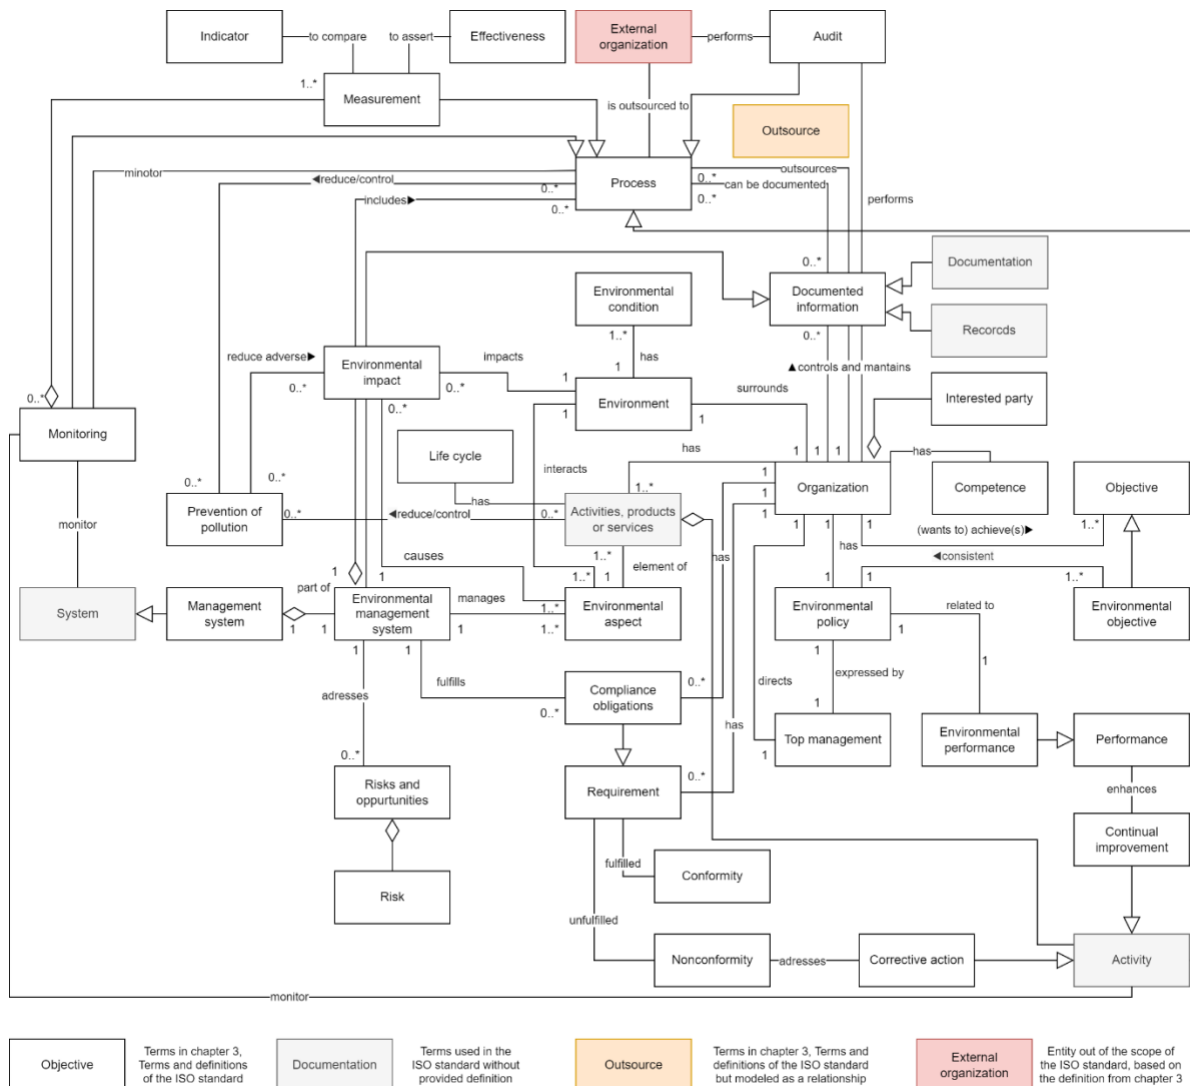 Indicator
to compare
to assert
Effectiveness
External
organization
performs
Audit
1..*
Measurement
is outsourced to
Outsource
minotor
◀reduce/control
0..*
Process
outsources
0..*
can be documented
includes▶
0..*
0..*
performs
Documentation
0..*
Environmental
condition
Documented
information
Recorcds
1..*
0..*
reduce adverse▶
Environmental
impact
impacts
1
has
▲controls and mantains
0..*
0..*
0..*
1
Environment
surrounds
Interested party
0..*
1
1
Monitoring
Life cycle
interacts
has
1
1
1
has
0..*
0..*
1..*
1
Organization
Competence
Objective
has
1
Prevention of
pollution
0..*
◀reduce/control
0..*
Activities, products
or services
1
1
1
1
(wants to) achieve(s)▶
1..*
monitor
causes
1..*
has
has
◀consistent
part of
1
1
1..*
1
element of
1
1
1..*
System
Management
system
Environmental
management
system
manages
1..*
Environmental
aspect
Environmental
policy
related to
Environmental
objective
1
1
1
1..*
1
1
1
1
adresses
fulfills
Compliance
obligations
0..*
directs
expressed by
1
0..*
1
has
Top management
Environmental
performance
Performance
0..*
1
Risks and
oppurtunities
Requirement
0..*
enhances
Continual
improvement
fulfilled
Conformity
Risk
unfulfilled
Nonconformity
adresses
Corrective action
Activity
monitor
Objective
Terms in chapter 3,
Terms and definitions
of the ISO standard
Documentation
Terms used in the
ISO standard without
provided definition
Outsource
Terms in chapter 3, Terms and
definitions of the ISO standard
but modeled as a relationship
External
organization
Entity out of the scope
of the ISO standard, based on
the definition from chapter 3